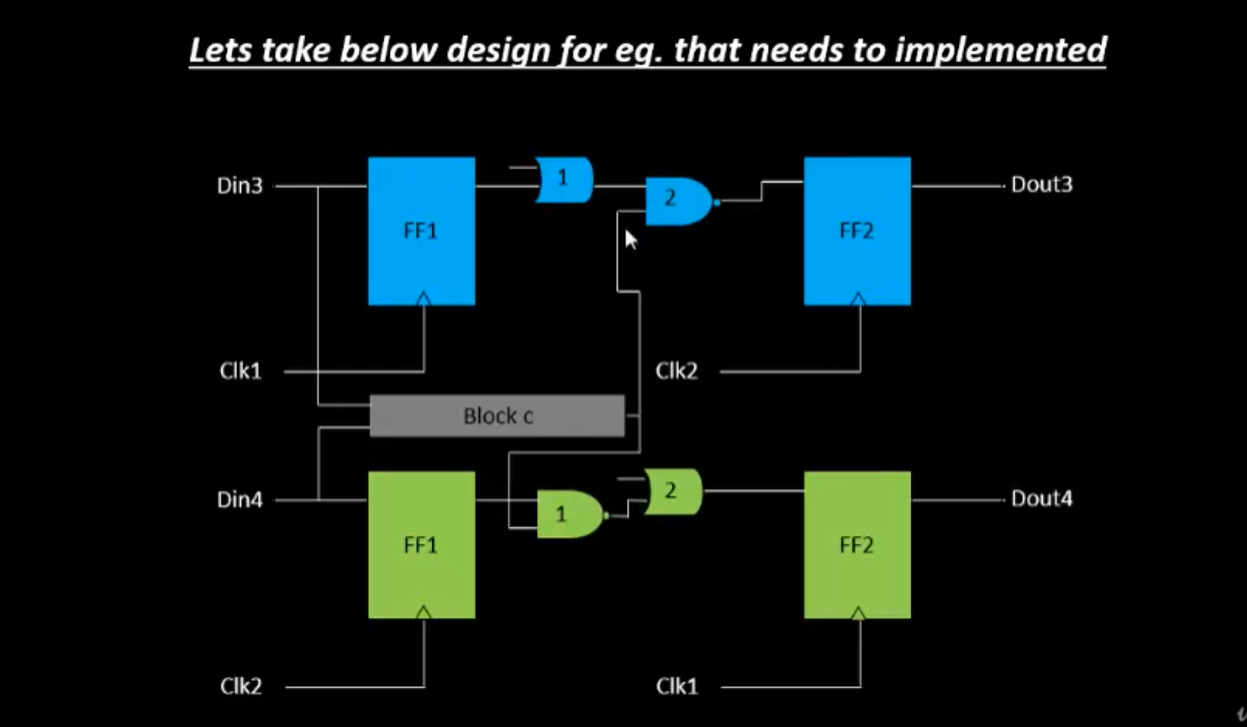 Lets take below design for eg. that needs to implemented
Din3
FF1
1
2
FF2
Dout3
Clk1
Clk2
Block c
Din4
FF1
1
2
FF2
Dout4
Clk2
Clk1